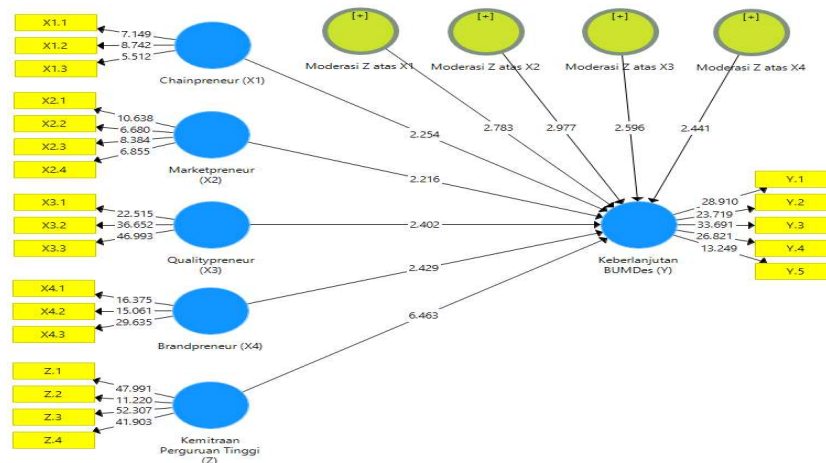 X1.1
X1.2
X1.3
7.149
8.742
5.512
Chainpreneur (X1)
[+]
Moderasi Z atas X1
[+]
Moderasi Z atas X2
[+]
Moderasi Z atas X3
[+]
Moderasi Z atas X4
X2.1
X2.2
X2.3
X2.4
10.638
6.680
8.384
6.855
Marketpreneur
(X2)
2.254
2.783
2.977
2.596
2.441
2.216
X3.1
X3.2
X3.3
22.515
36.652
46.993
Qualitypreneur
(X3)
2.402
Keberlanjutan
BUMDes (Y)
28.910
23.719
33.691
26.821
13.249
Y.1
Y.2
Y.3
Y.4
Y.5
X4.1
X4.2
X4.3
16.375
15.061
29.635
Brandpreneur (X4)
2.429
6.463
Z.1
Z.2
Z.3
Z.4
47.991
11.220
52.307
41.903
Kemitraan
Perguruan Tinggi
(Z)